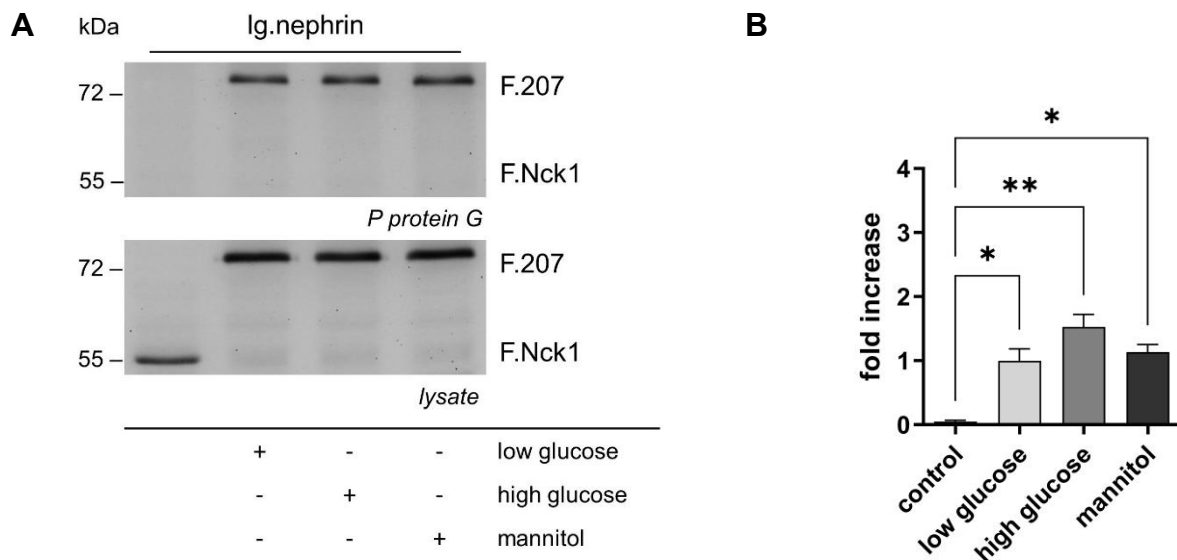 A
kDa
Ig.nephrin
72 –
F.207
55 –
F.Nck1
P protein G
72 –
F.207
55 –
F.Nck1
lysate
+ - - low glucose
- + - high glucose
- - + mannitol
B
*
**
*
fold increase
4
3
2
1
0
control
low glucose
high glucose
mannitol